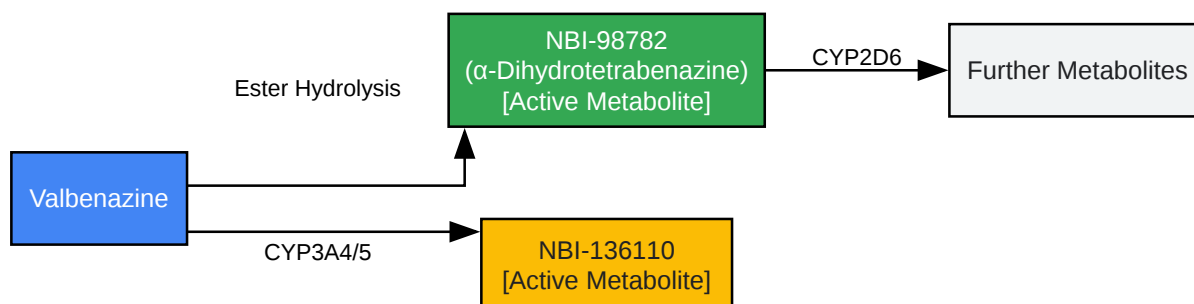 NBI-98782
(α-Dihydrotetrabenazine)
[Active Metabolite]
CYP2D6
Further Metabolites
Ester Hydrolysis
Valbenazine
CYP3A4/5
NBI-136110
[Active Metabolite]